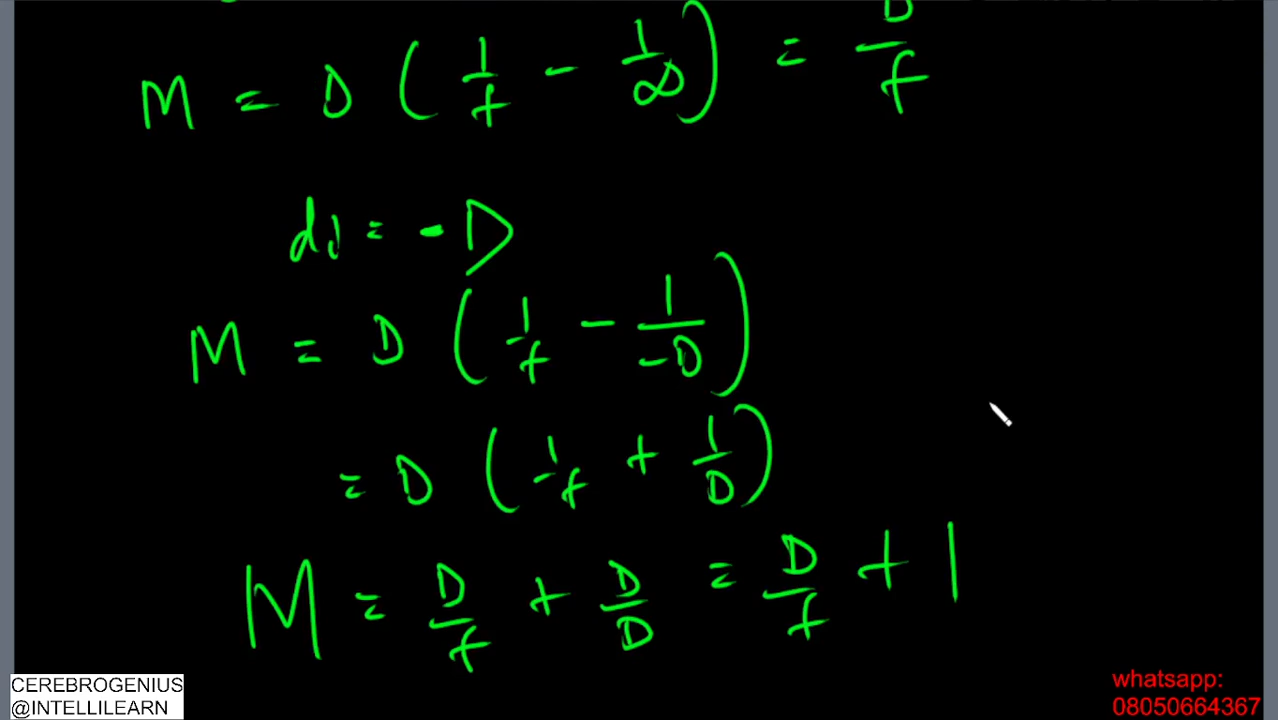 M = D ( 1/f - 1/∞ ) = D/f
di = - D
M = D ( 1/f - 1/-D )
= D ( 1/f + 1/D )
M = D/f + D/D = D/f + 1
CEREBROGENIUS
@INTELLILEARN
whatsapp:
08050664367